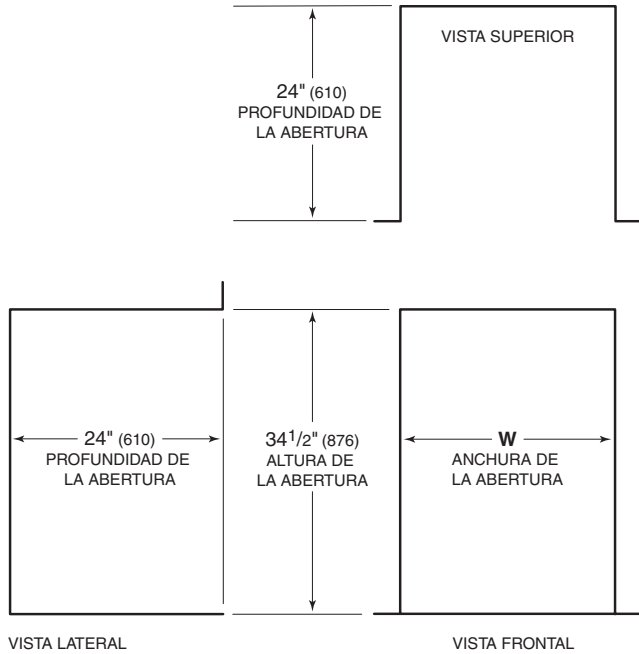 VISTA SUPERIOR
24" (610)
PROFUNDIDAD DE
LA ABERTURA
24" (610)
PROFUNDIDAD DE
LA ABERTURA
34 1/2" (876)
ALTURA DE
LA ABERTURA
W
ANCHURA DE
LA ABERTURA
VISTA LATERAL
VISTA FRONTAL